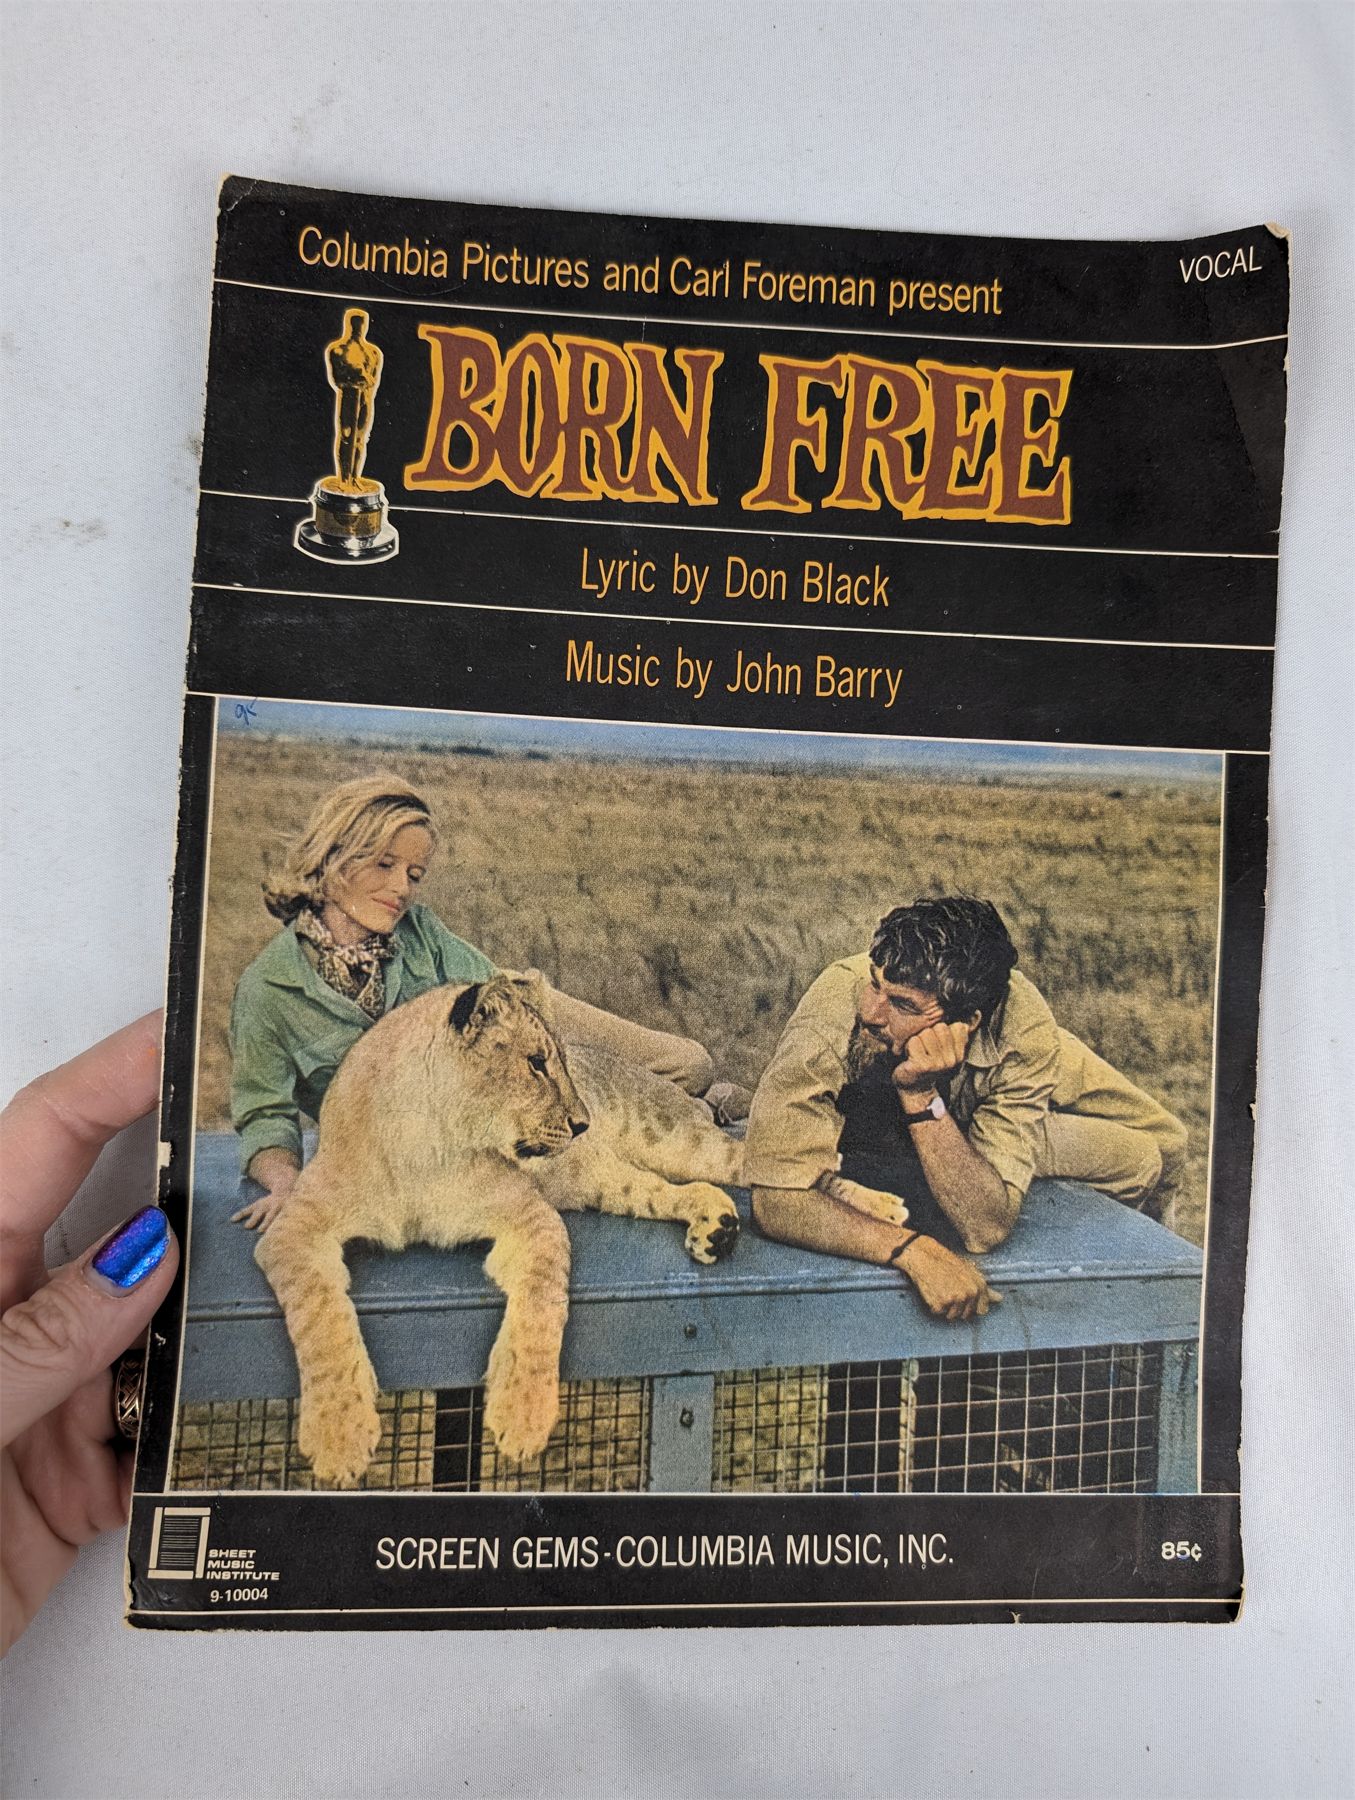 Columbia Pictures and Carl Foreman present
VOCAL
BORN FREE
Lyric by Don Black
Music by John Barry
SHEET
MUSIC
INSTITUTE
9-10004
SCREEN GEMS-COLUMBIA MUSIC, INC.
85¢